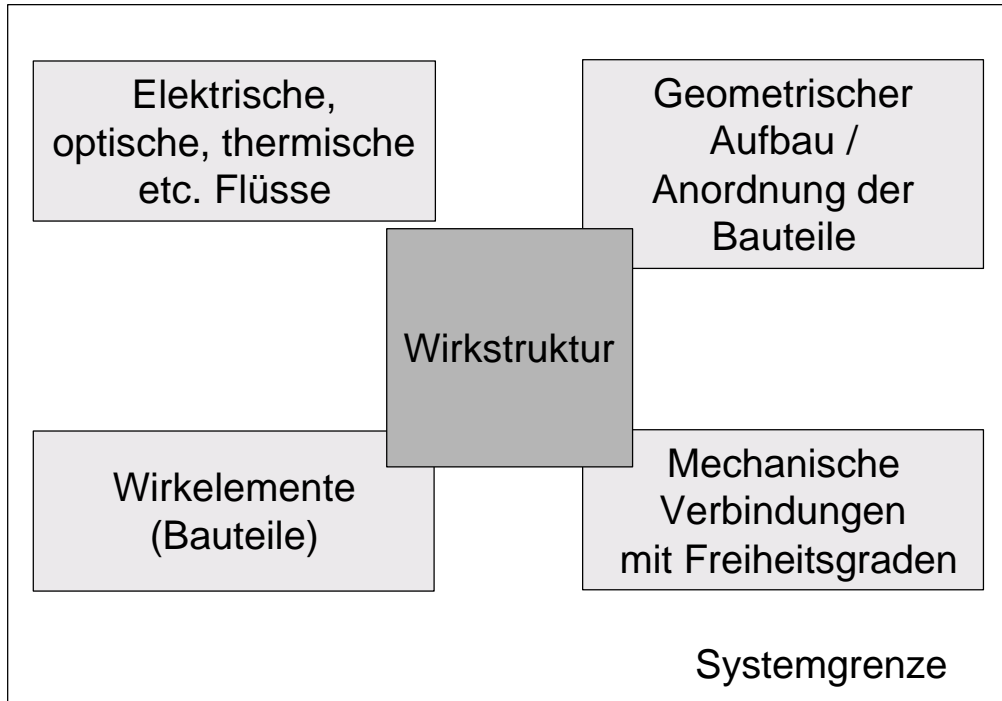 Elektrische,
optische, thermische
etc. Flüsse
Geometrischer
Aufbau /
Anordnung der
Bauteile
Wirkstruktur
Wirkelemente
(Bauteile)
Mechanische
Verbindungen
mit Freiheitsgraden
Systemgrenze